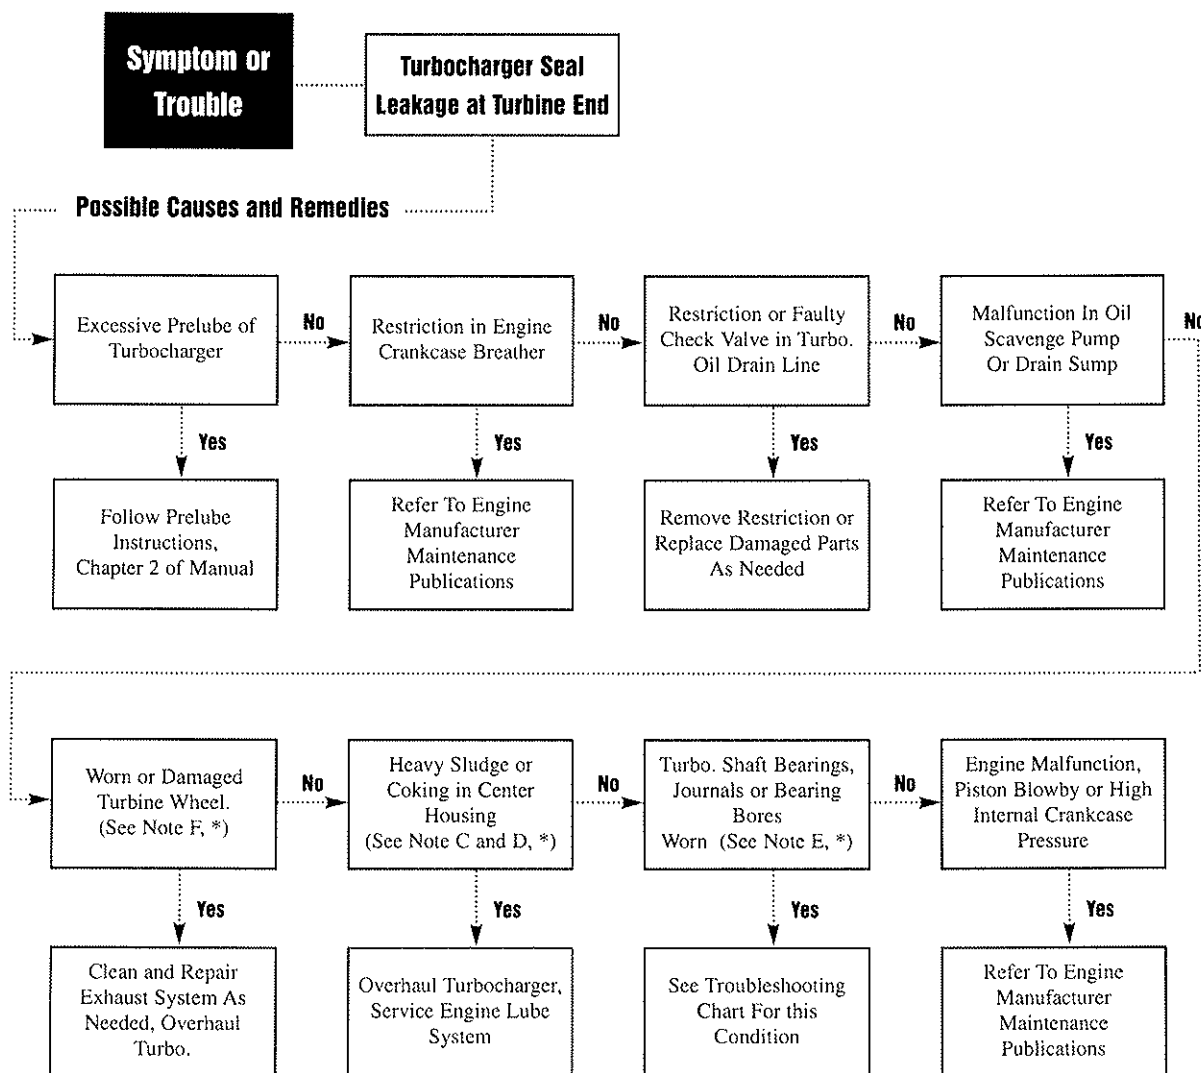 Symptom or
Trouble
Turbocharger Seal
Leakage at Turbine End
Possible Causes and Remedies
Excessive Prelube of
Turbocharger
No
Restriction in Engine
Crankcase Breather
No
Restriction or Faulty
Check Valve in Turbo.
Oil Drain Line
No
Malfunction In Oil
Scavenge Pump
Or Drain Sump
No
Yes
Yes
Yes
Yes
Follow Prelube
Instructions,
Chapter 2 of Manual
Refer To Engine
Manufacturer
Maintenance
Publications
Remove Restriction or
Replace Damaged Parts
As Needed
Refer To Engine
Manufacturer
Maintenance
Publications
Worn or Damaged
Turbine Wheel.
(See Note F, *)
No
Heavy Sludge or
Coking in Center
Housing
(See Note C and D, *)
No
Turbo. Shaft Bearings,
Journals or Bearing
Bores
Worn (See Note E, *)
No
Engine Malfunction,
Piston Blowby or High
Internal Crankcase
Pressure
Yes
Yes
Yes
Yes
Clean and Repair
Exhaust System As
Needed, Overhaul
Turbo.
Overhaul Turbocharger,
Service Engine Lube
System
See Troubleshooting
Chart For this
Condition
Refer To Engine
Manufacturer
Maintenance
Publications